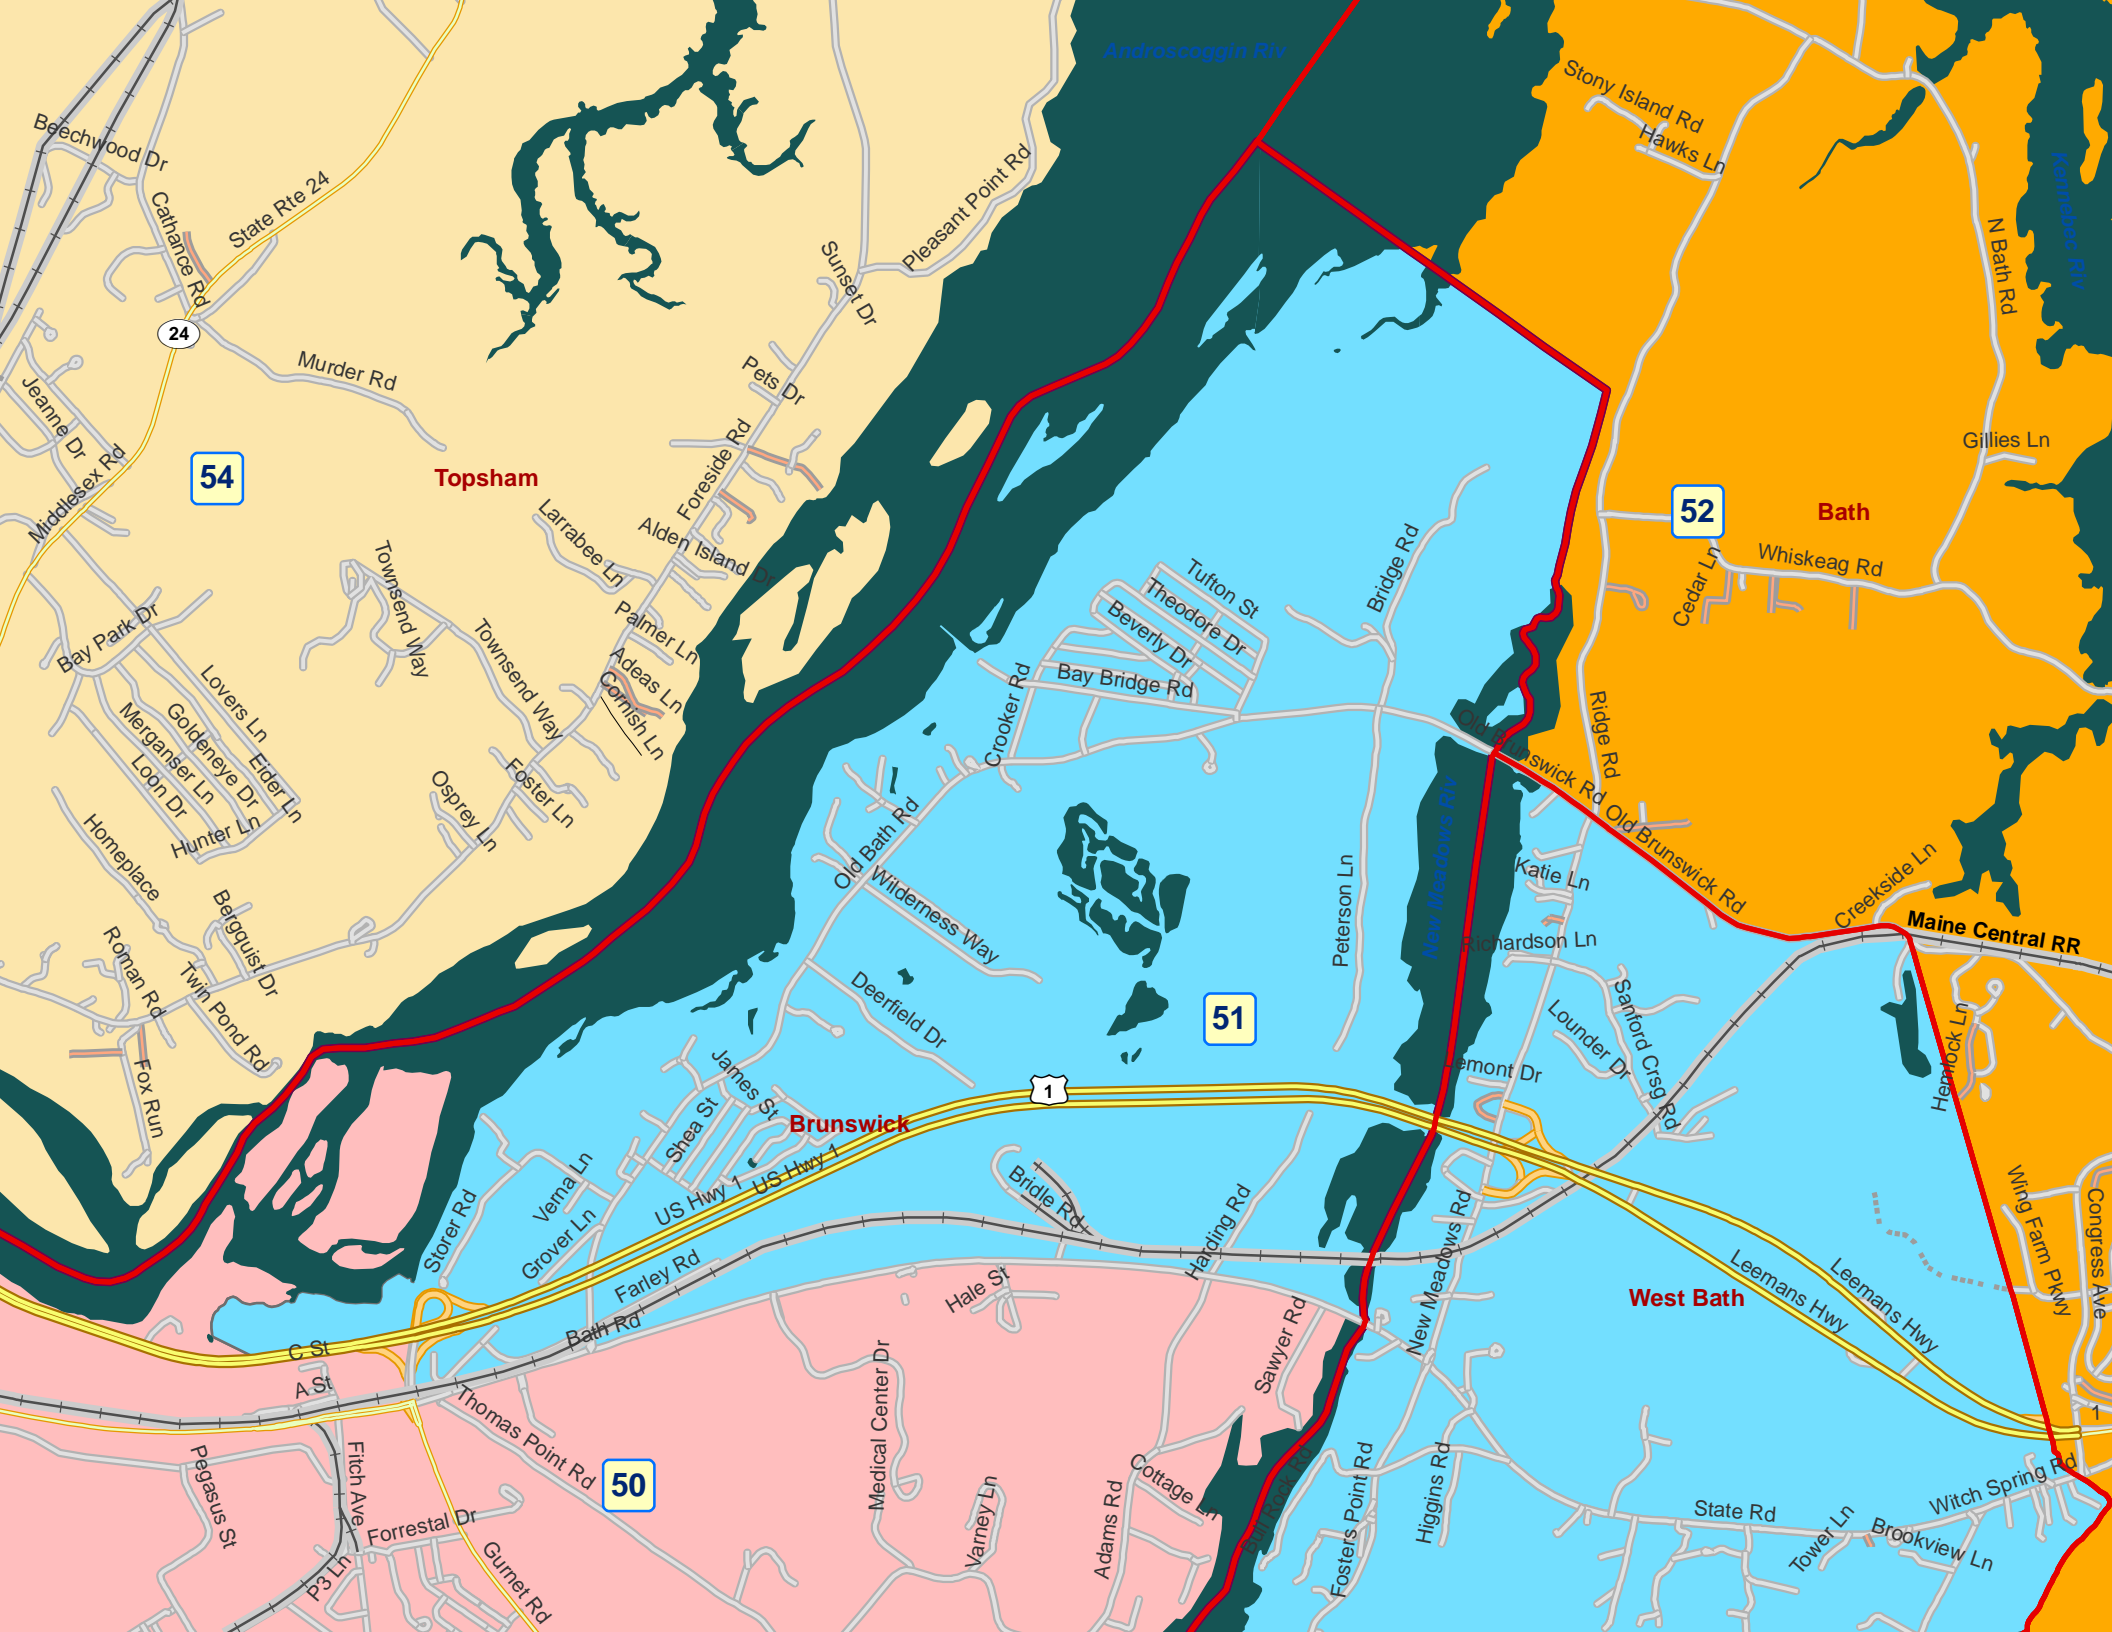 Androscoggin Riv
Stony Island Rd
Hawks Ln
Beechwood Dr
Kennebec Riv
State Rte 24
Cathance Rd
Pleasant Point Rd
Sunset Dr
N Bath Rd
24
Murder Rd
Pets Dr
Jeanne Dr
Middlesex Rd
Foreside Rd
Gillies Ln
54
Topsham
52
Bath
Larrabee Ln
Alden Island Dr
Whiskeag Rd
Cedar Ln
Townsend Way
Bridge Rd
Tufton St
Theodore Dr
Beverly Dr
Palmer Ln
Bay Park Dr
Townsend Way
Adeas Ln
Cornish Ln
Bay Bridge Rd
Crooker Rd
Lovers Ln
Goldeneye Dr
Merganser Ln
Loon Dr
Eider Ln
Hunter Ln
Old Brunswick Rd
Ridge Rd
Foster Ln
Osprey Ln
Homeplace
Old Bath Rd
Wilderness Way
Old Brunswick Rd
Katie Ln
New Meadows Riv
Peterson Ln
Creekside Ln
Maine Central RR
Richardson Ln
Bergquist Dr
Roman Rd
Twin Pond Rd
Deerfield Dr
51
Sanford Crsg Rd
Lounder Dr
Hemlock Ln
Fox Run
James St
Shea St
1
Brunswick
US Hwy 1
US Hwy 1
emont Dr
Verna Ln
Storer Rd
Grover Ln
Bridle Rd
Harding Rd
New Meadows Rd
Wing Farm Pkwy
Congress Ave
Farley Rd
Hale St
Leemans Hwy
Leemans Hwy
West Bath
Bath Rd
C St
A St
Sawyer Rd
Medical Center Dr
Thomas Point Rd
1
Pegasus St
Fitch Ave
50
Cottage Ln
Bull Rock Rd
Fosters Point Rd
Higgins Rd
Witch Spring Rd
State Rd
Tower Ln
Brookview Ln
Forrestal Dr
Varney Ln
Adams Rd
Gurnet Rd
P3 Ln